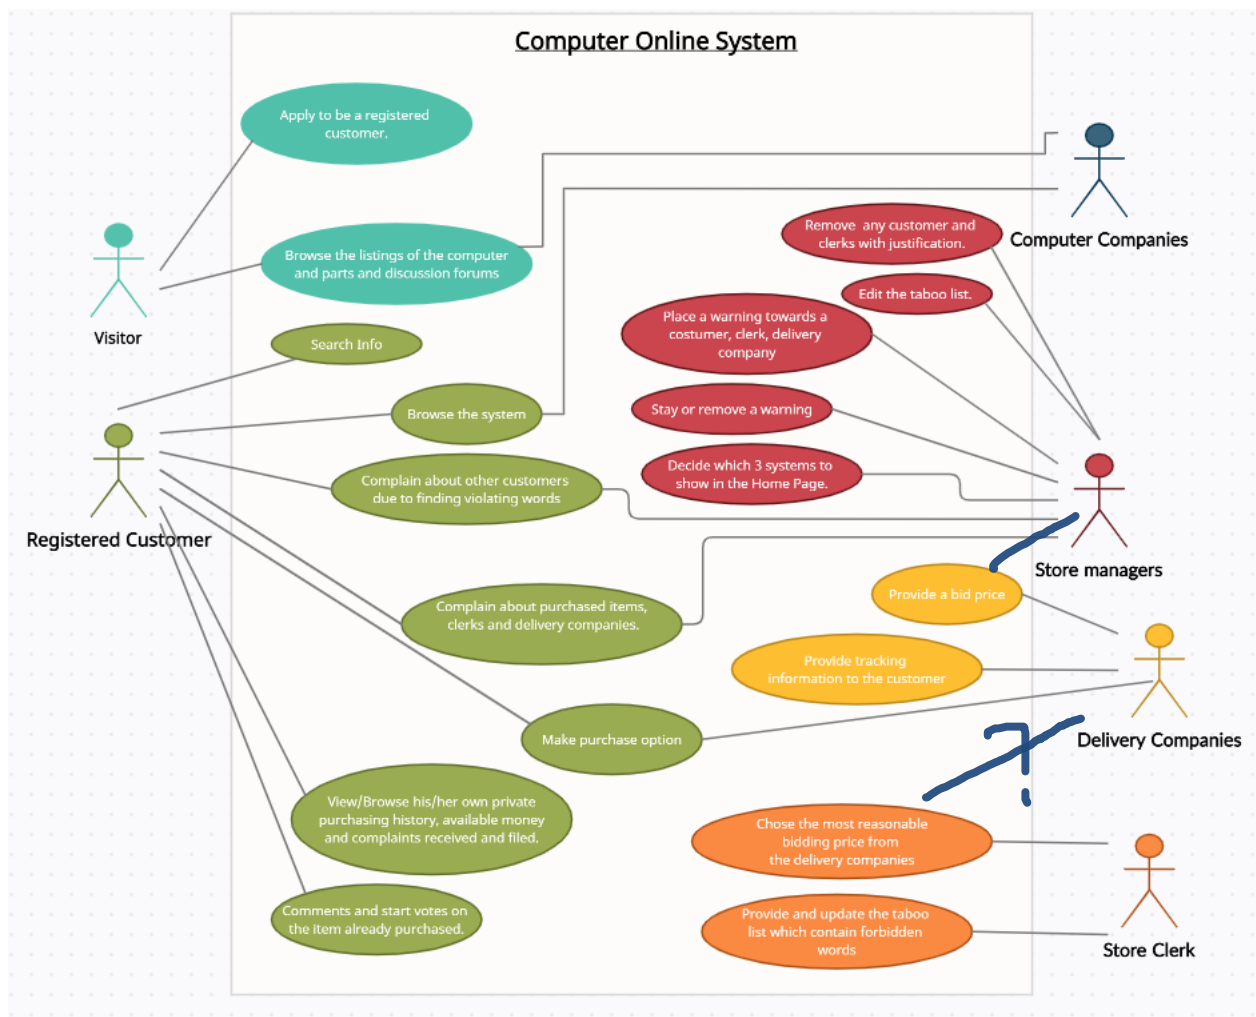 Computer Online System
Apply to be a registered
customer.
Browse the listings of the computer
and parts and discussion forums
Visitor
Search Info
Browse the system
Complain about other customers
due to finding violating words
Registered Customer
Complain about purchased items,
clerks and delivery companies.
Make purchase option
View/Browse his/her own private
purchasing history, available money
and complaints received and filed.
Comments and start votes on
the item already purchased.
Computer Companies
Remove any customer and
clerks with justification.
Edit the taboo list.
Place a warning towards a
costumer, clerk, delivery
company
Stay or remove a warning
Decide which 3 systems to
show in the Home Page.
Store managers
Provide a bid price
Provide tracking
information to the customer
Delivery Companies
Chose the most reasonable
bidding price from
the delivery companies
Provide and update the taboo
list which contain forbidden
words
Store Clerk